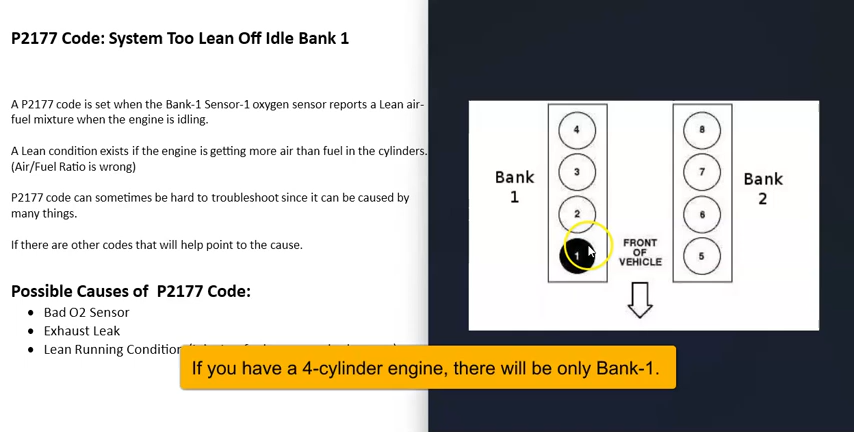 P2177 Code: System Too Lean Off Idle Bank 1
A P2177 code is set when the Bank-1 Sensor-1 oxygen sensor reports a Lean air-
fuel mixture when the engine is idling.
A Lean condition exists if the engine is getting more air than fuel in the cylinders.
(Air/Fuel Ratio is wrong)
P2177 code can sometimes be hard to troubleshoot since it can be caused by
many things.
If there are other codes that will help point to the cause.
Possible Causes of P2177 Code:
• Bad O2 Sensor
• Exhaust Leak
• Lean Running Condition
If you have a 4-cylinder engine, there will be only Bank-1.
Bank
1
4
3
2
1
FRONT
OF
VEHICLE
8
7
6
5
Bank
2